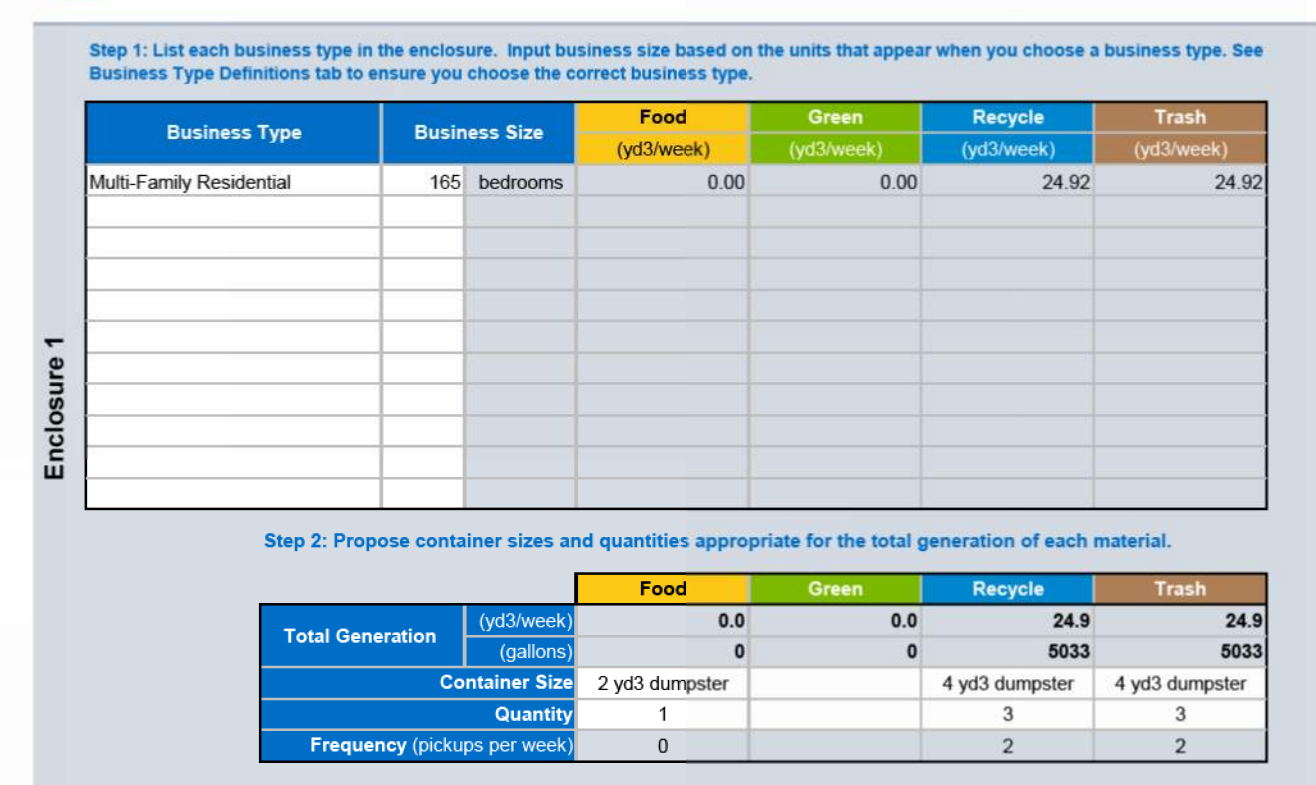 Step 1: List each business type in the enclosure. Input business size based on the units that appear when you choose a business type. See
Business Type Definitions tab to ensure you choose the correct business type.
Business Type Business Size Food Green Recycle Trash
(yd3/week) (yd3/week) (yd3/week) (yd3/week)
Multi-Family Residential 165 bedrooms 0.00 0.00 24.92 24.92
Enclosure 1
Step 2: Propose container sizes and quantities appropriate for the total generation of each material.
Food Green Recycle Trash
Total Generation (yd3/week) 0.0 0.0 24.9 24.9
(gallons) 0 0 5033 5033
Container Size 2 yd3 dumpster 4 yd3 dumpster 4 yd3 dumpster
Quantity 1 3 3
Frequency (pickups per week) 0 2 2